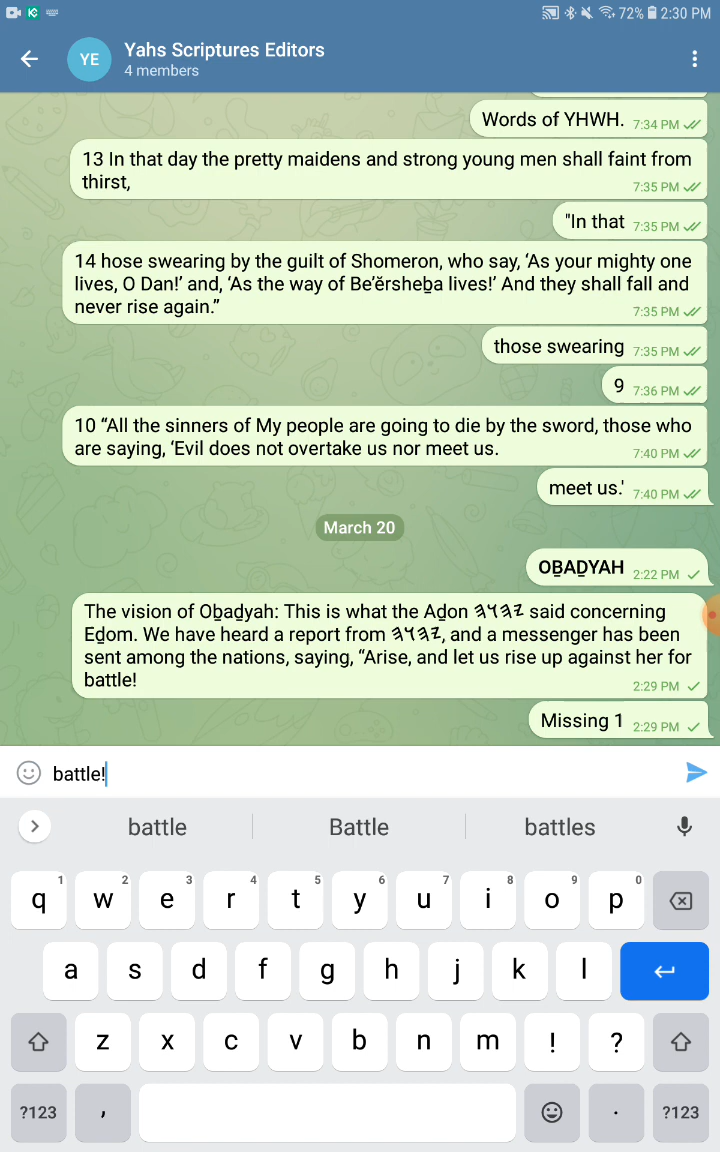 72% 2:30 PM
YE
Yahs Scriptures Editors
4 members
Words of YHWH. 7:34 PM
13 In that day the pretty maidens and strong young men shall faint from
thirst,
7:35 PM
"In that 7:35 PM
14 hose swearing by the guilt of Shomeron, who say, ‘As your mighty one
lives, O Dan!’ and, ‘As the way of Be’ĕrsheḇa lives!’ And they shall fall and
never rise again.”
7:35 PM
those swearing 7:35 PM
9 7:36 PM
10 “All the sinners of My people are going to die by the sword, those who
are saying, ‘Evil does not overtake us nor meet us.
7:40 PM
meet us.' 7:40 PM
March 20
OḆAḎYAH 2:22 PM
The vision of Oḇaḏyah: This is what the Aḏon 𐤉𐤄𐤅𐤄 said concerning
Eḏom. We have heard a report from 𐤉𐤄𐤅𐤄, and a messenger has been
sent among the nations, saying, “Arise, and let us rise up against her for
battle!
2:29 PM
Missing 1 2:29 PM
battle!
battle Battle battles
1 2 3 4 5 6 7 8 9 0
q w e r t y u i o p
a s d f g h j k l
z x c v b n m ! ?
?123 , . ?123